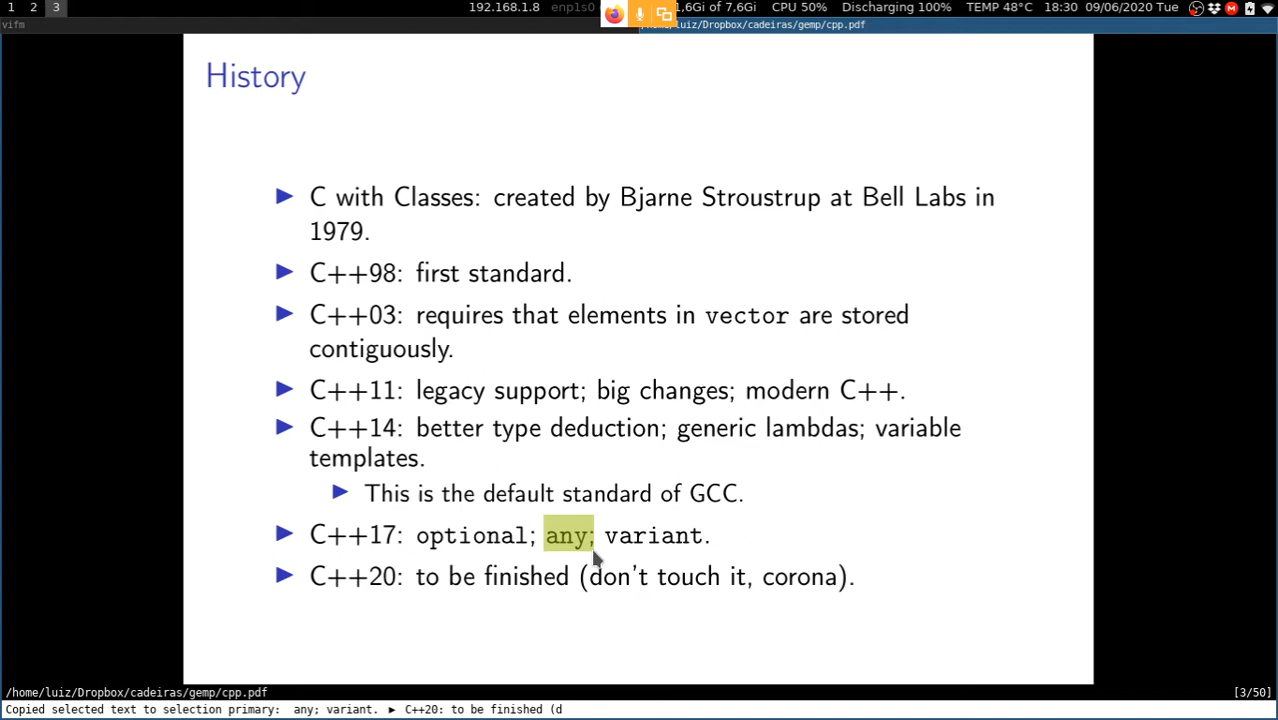 1 2 3 192.168.1.8 enp1s0 1,6Gi of 7,6Gi CPU 50% Discharging 100% TEMP 48°C 18:30 09/06/2020 Tue
vifm /home/luiz/Dropbox/cadeiras/gemp/cpp.pdf
History
▶ C with Classes: created by Bjarne Stroustrup at Bell Labs in
1979.
▶ C++98: first standard.
▶ C++03: requires that elements in vector are stored
contiguously.
▶ C++11: legacy support; big changes; modern C++.
▶ C++14: better type deduction; generic lambdas; variable
templates.
▶ This is the default standard of GCC.
▶ C++17: optional; any; variant.
▶ C++20: to be finished (don't touch it, corona).
/home/luiz/Dropbox/cadeiras/gemp/cpp.pdf [3/50]
Copied selected text to selection primary: any; variant. ▶ C++20: to be finished (d